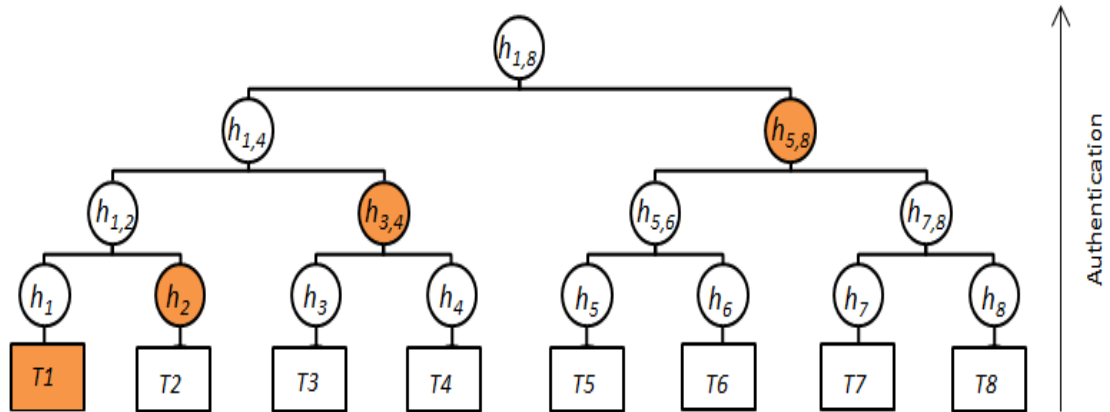 h1,8
h1,4 h5,8
h1,2 h3,4 h5,6 h7,8
h1 h2 h3 h4 h5 h6 h7 h8
T1 T2 T3 T4 T5 T6 T7 T8
Authentication